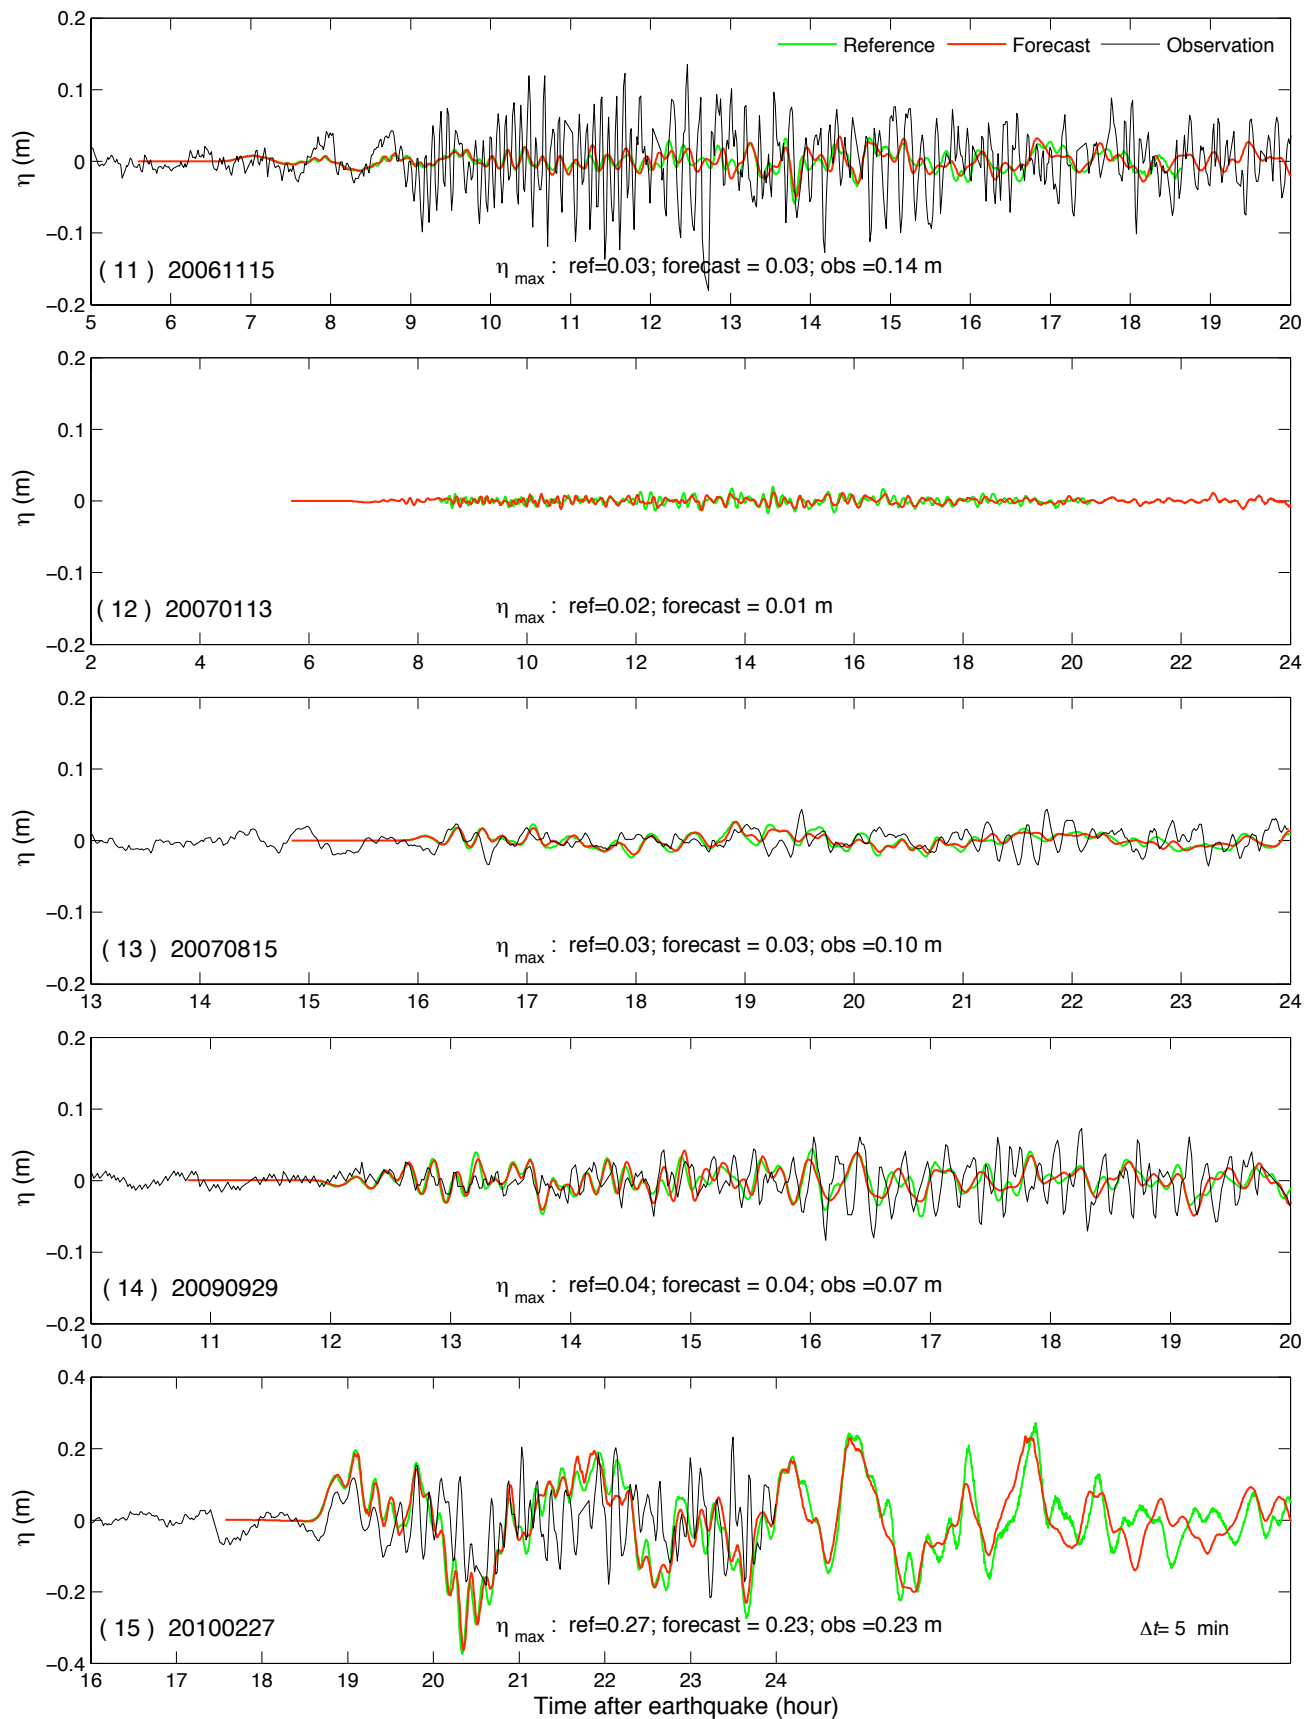 0.2
0.1
0
−0.1
−0.2
η (m)
Reference Forecast Observation
( 11 ) 20061115
η max : ref=0.03; forecast = 0.03; obs =0.14 m
5 6 7 8 9 10 11 12 13 14 15 16 17 18 19 20
0.2
0.1
0
−0.1
−0.2
η (m)
( 12 ) 20070113
η max : ref=0.02; forecast = 0.01 m
2 4 6 8 10 12 14 16 18 20 22 24
0.2
0.1
0
−0.1
−0.2
η (m)
( 13 ) 20070815
η max : ref=0.03; forecast = 0.03; obs =0.10 m
13 14 15 16 17 18 19 20 21 22 23 24
0.2
0.1
0
−0.1
−0.2
η (m)
( 14 ) 20090929
η max : ref=0.04; forecast = 0.04; obs =0.07 m
10 11 12 13 14 15 16 17 18 19 20
0.4
0.2
0
−0.2
−0.4
η (m)
( 15 ) 20100227
η max : ref=0.27; forecast = 0.23; obs =0.23 m
Δt= 5 min
16 17 18 19 20 21 22 23 24
Time after earthquake (hour)